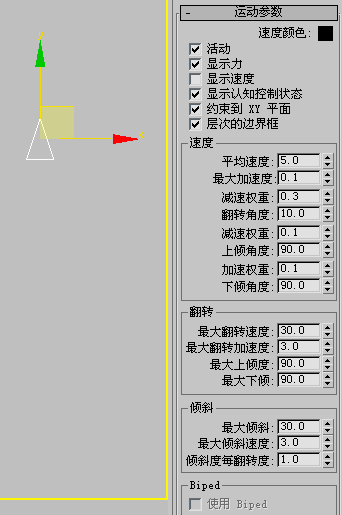 - 运动参数
速度颜色:
活动
显示力
显示速度
显示认知控制状态
约束到 XY 平面
层次的边界框
速度
平均速度: 5.0
最大加速度: 0.1
减速权重: 0.3
翻转角度: 10.0
减速权重: 0.1
上倾角度: 90.0
加速权重: 0.1
下倾角度: 90.0
翻转
最大翻转速度: 30.0
最大翻转加速度: 3.0
最大上倾度: 90.0
最大下倾: 90.0
倾斜
最大倾斜: 30.0
最大倾斜速度: 3.0
倾斜度每翻转度: 1.0
Biped
使用 Biped